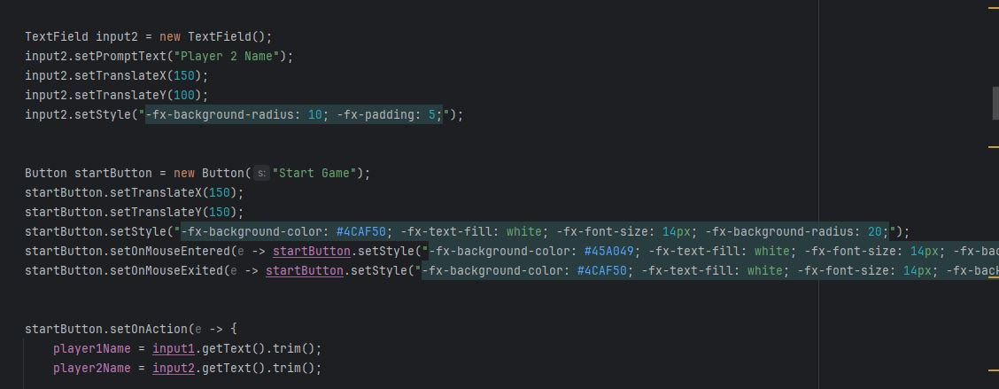 TextField input2 = new TextField();
input2.setPromptText("Player 2 Name");
input2.setTranslateX(150);
input2.setTranslateY(100);
input2.setStyle("-fx-background-radius: 10; -fx-padding: 5;");
Button startButton = new Button( s: "Start Game");
startButton.setTranslateX(150);
startButton.setTranslateY(150);
startButton.setStyle("-fx-background-color: #4CAF50; -fx-text-fill: white; -fx-font-size: 14px; -fx-background-radius: 20;");
startButton.setOnMouseEntered(e -> startButton.setStyle("-fx-background-color: #45A049; -fx-text-fill: white; -fx-font-size: 14px; -fx-bac
startButton.setOnMouseExited(e -> startButton.setStyle("-fx-background-color: #4CAF50; -fx-text-fill: white; -fx-font-size: 14px; -fx-back
startButton.setOnAction(e -> {
player1Name = input1.getText().trim();
player2Name = input2.getText().trim();